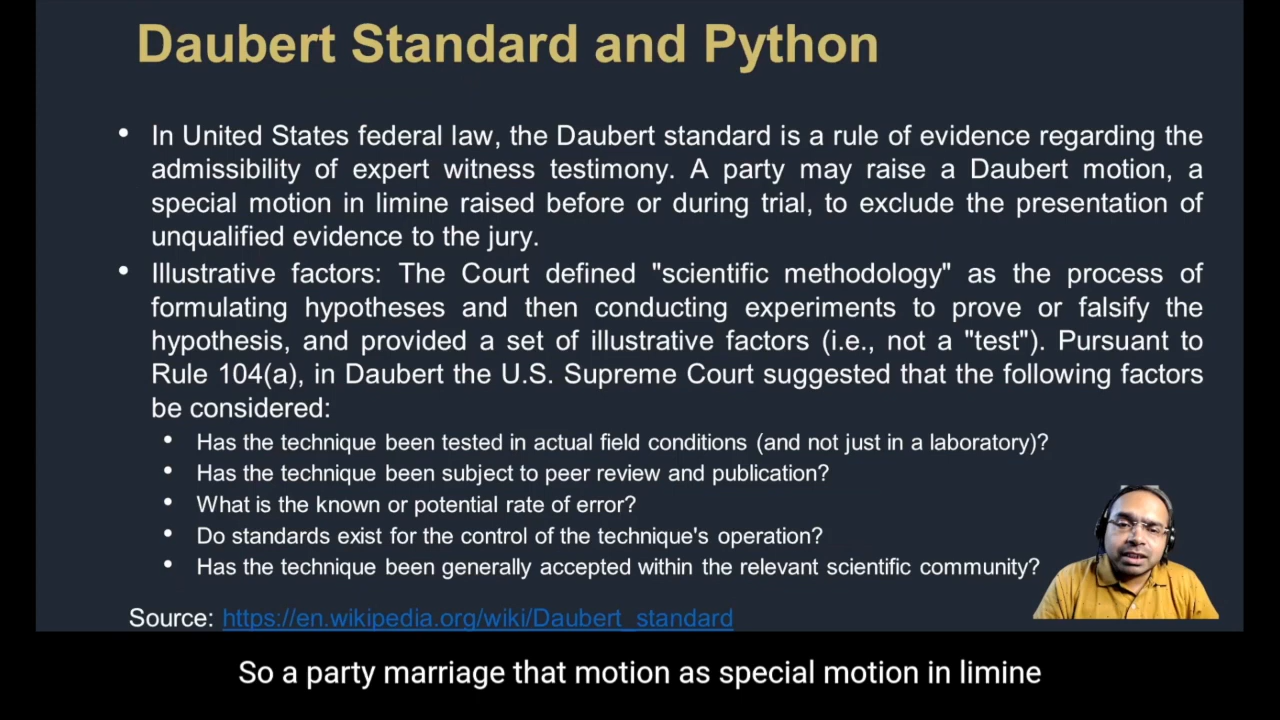 Daubert Standard and Python
• In United States federal law, the Daubert standard is a rule of evidence regarding the
admissibility of expert witness testimony. A party may raise a Daubert motion, a
special motion in limine raised before or during trial, to exclude the presentation of
unqualified evidence to the jury.
• Illustrative factors: The Court defined "scientific methodology" as the process of
formulating hypotheses and then conducting experiments to prove or falsify the
hypothesis, and provided a set of illustrative factors (i.e., not a "test"). Pursuant to
Rule 104(a), in Daubert the U.S. Supreme Court suggested that the following factors
be considered:
• Has the technique been tested in actual field conditions (and not just in a laboratory)?
• Has the technique been subject to peer review and publication?
• What is the known or potential rate of error?
• Do standards exist for the control of the technique's operation?
• Has the technique been generally accepted within the relevant scientific community?
Source: https://en.wikipedia.org/wiki/Daubert_standard
So a party marriage that motion as special motion in limine